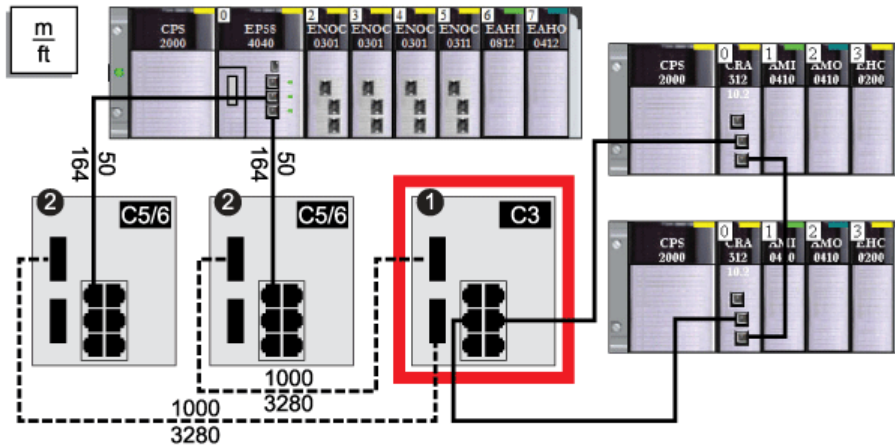 m
ft
0 2 3 4 5 6 7
CPS EP58 ENOC ENOC ENOC ENOC EAHI EAHO
2000 4040 0301 0301 0301 0311 0812 0412
0 1 2 3
CPS CRA AMI AMO EHC
2000 312 0410 0410 0200
10.2
50
164
50
164
2 C5/6
2 C5/6
1 C3
0 1 2 3
CPS CRA AMI AMO EHC
2000 312 0410 0410 0200
10.2
1000
3280
1000
3280